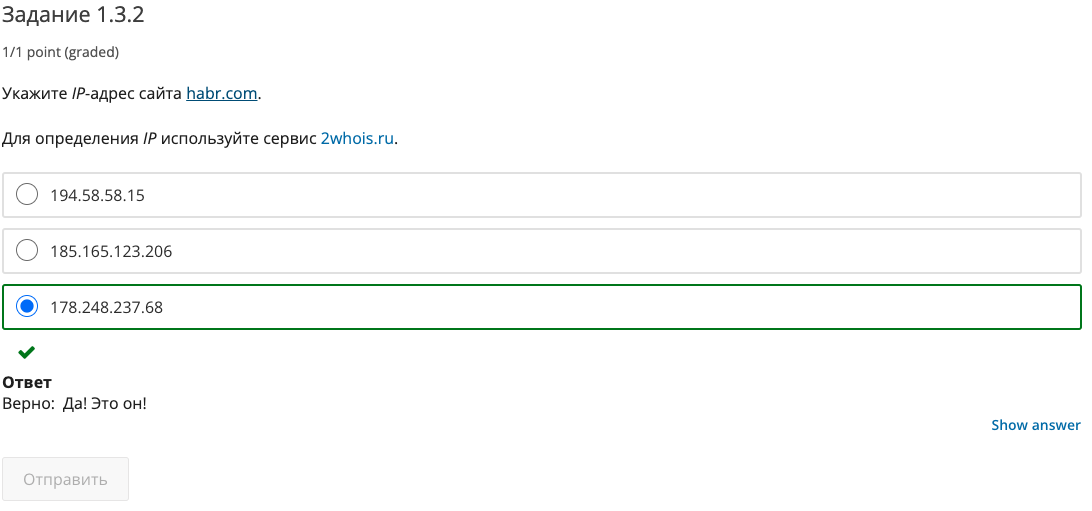 Задание 1.3.2
1/1 point (graded)
Укажите IP-адрес сайта habr.com.
Для определения IP используйте сервис 2whois.ru.
194.58.58.15
185.165.123.206
178.248.237.68
Ответ
Верно: Да! Это он!
Show answer
Отправить